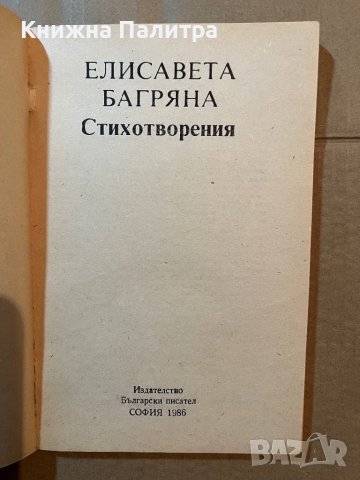 Книжна Палитра
ЕЛИСАВЕТА
БАГРЯНА
Стихотворения
Издателство
Български писател
СОФИЯ 1986
BAZAR